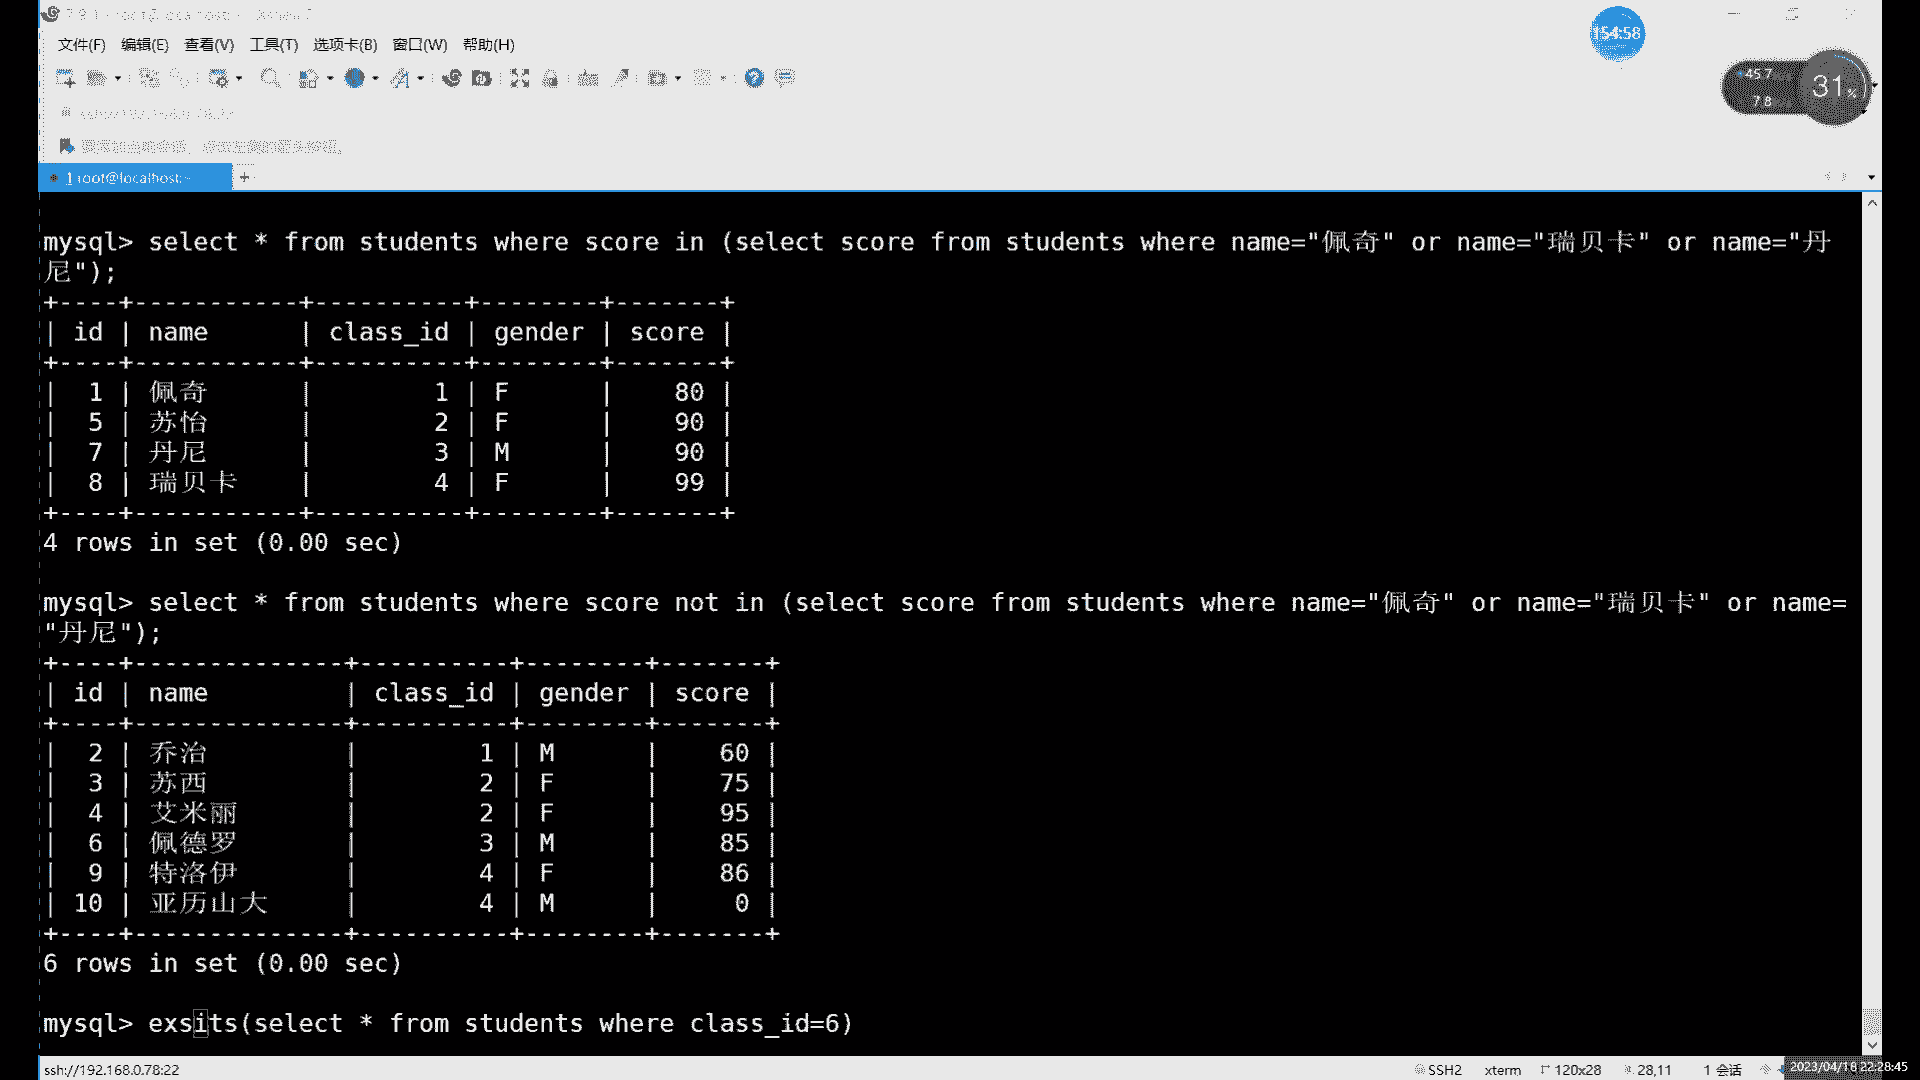 文件(F) 编辑(E) 查看(V) 工具(T) 选项卡(B) 窗口(W) 帮助(H)
54:58
45 7
7 8
31%
1 root@localhost:~
+
mysql> select * from students where score in (select score from students where name="佩奇" or name="瑞贝卡" or name="丹
尼");
+----+-----------+----------+--------+-------+
| id | name      | class_id | gender | score |
+----+-----------+----------+--------+-------+
|  1 | 佩奇      |        1 | F      |    80 |
|  5 | 苏怡      |        2 | F      |    90 |
|  7 | 丹尼      |        3 | M      |    90 |
|  8 | 瑞贝卡    |        4 | F      |    99 |
+----+-----------+----------+--------+-------+
4 rows in set (0.00 sec)
mysql> select * from students where score not in (select score from students where name="佩奇" or name="瑞贝卡" or name=
"丹尼");
+----+--------------+----------+--------+-------+
| id | name         | class_id | gender | score |
+----+--------------+----------+--------+-------+
|  2 | 乔治         |        1 | M      |    60 |
|  3 | 苏西         |        2 | F      |    75 |
|  4 | 艾米丽       |        2 | F      |    95 |
|  6 | 佩德罗       |        3 | M      |    85 |
|  9 | 特洛伊       |        4 | F      |    86 |
| 10 | 亚历山大     |        4 | M      |     0 |
+----+--------------+----------+--------+-------+
6 rows in set (0.00 sec)
mysql> exsits(select * from students where class_id=6)
ssh://192.168.0.78:22 SSH2 xterm 120x28 28,11 1 会话
2023/04/18 22:28:45